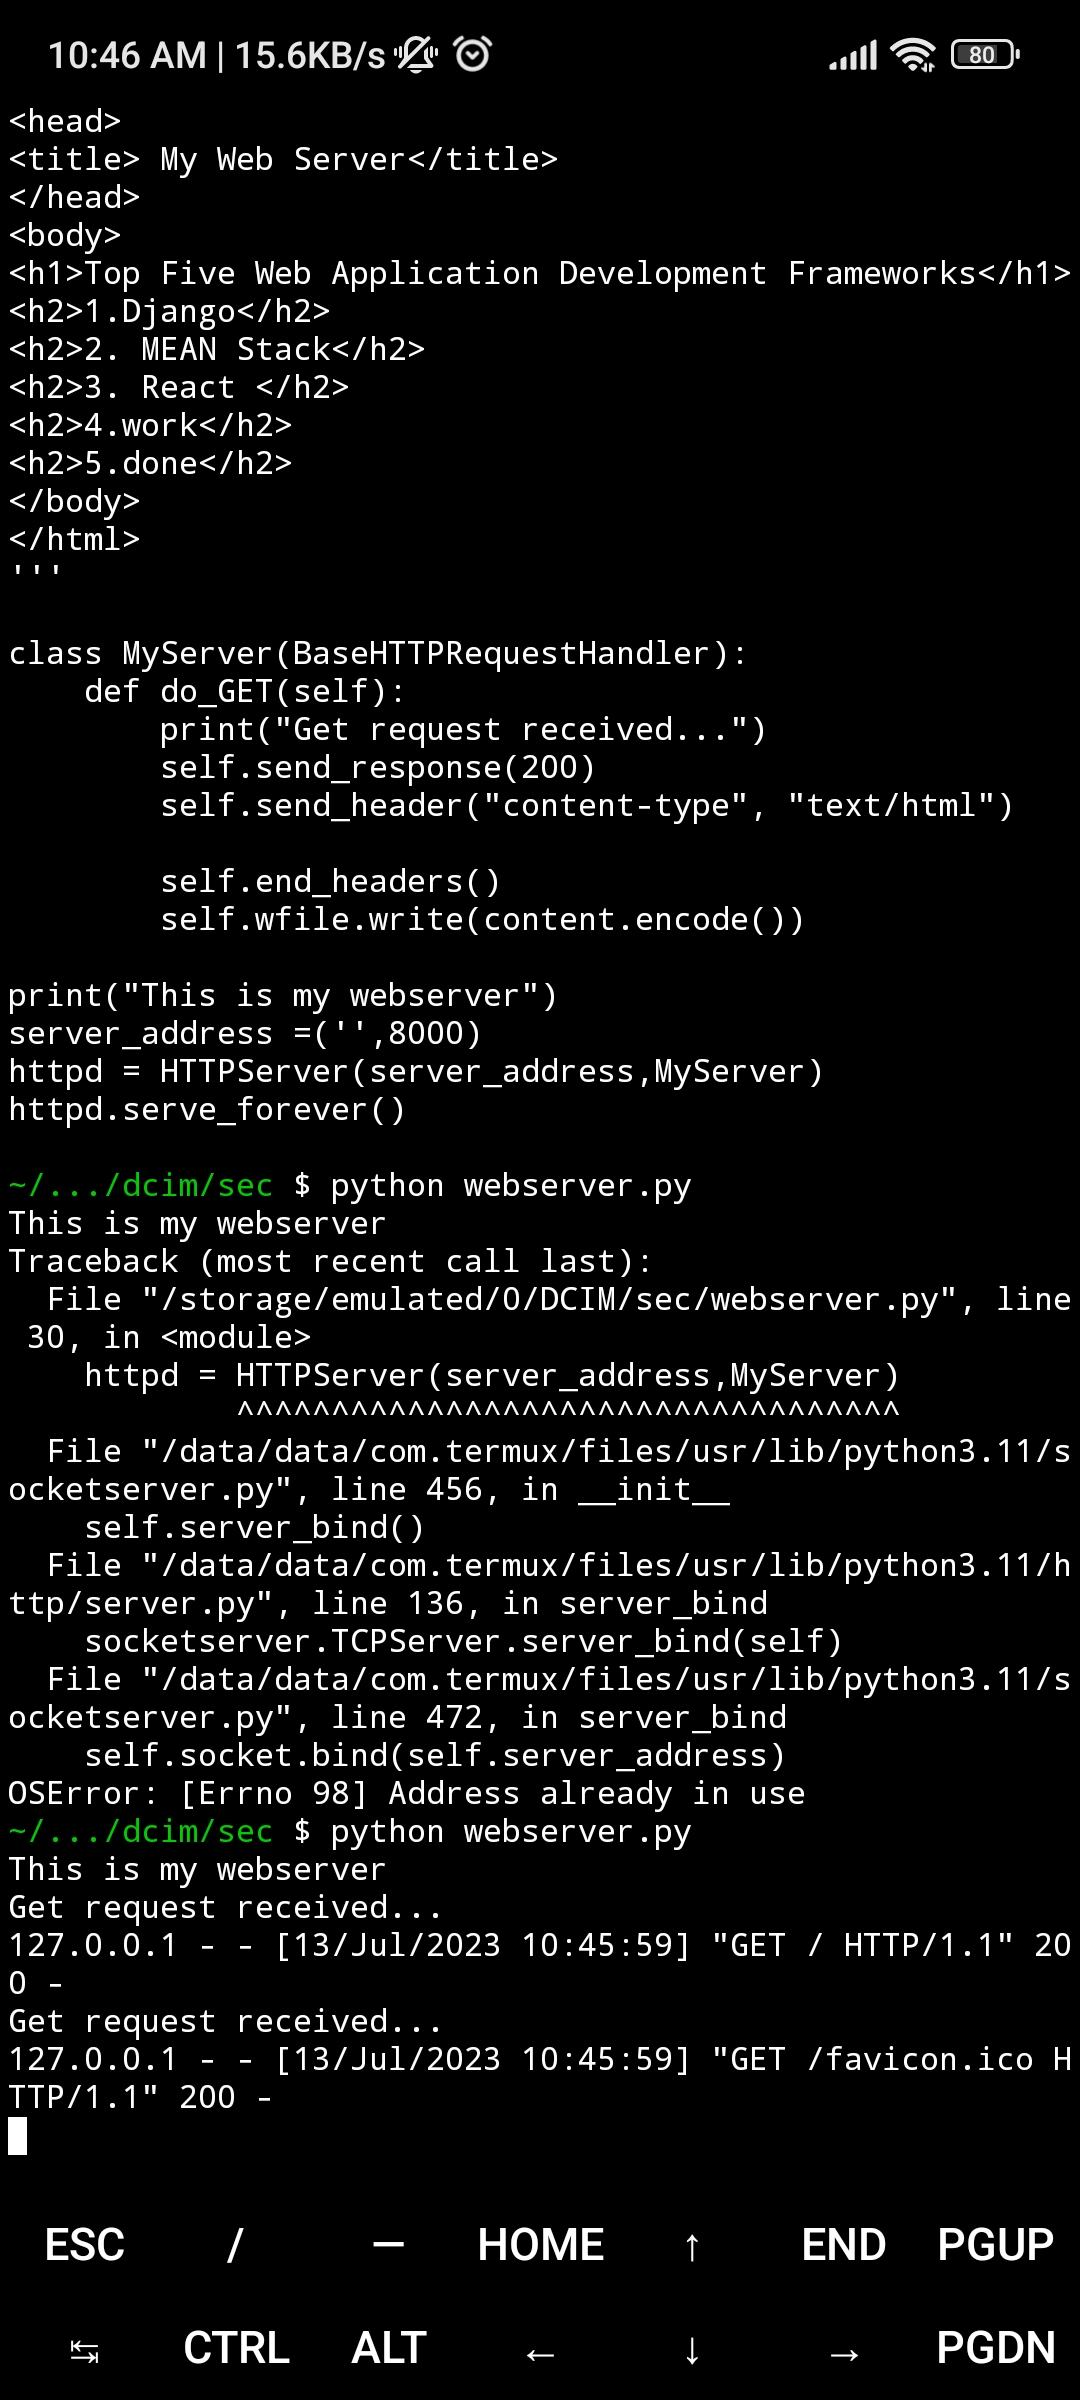 10:46 AM | 15.6KB/s 80
<head>
<title> My Web Server</title>
</head>
<body>
<h1>Top Five Web Application Development Frameworks</h1>
<h2>1.Django</h2>
<h2>2. MEAN Stack</h2>
<h2>3. React </h2>
<h2>4.work</h2>
<h2>5.done</h2>
</body>
</html>
'''
class MyServer(BaseHTTPRequestHandler):
    def do_GET(self):
        print("Get request received...")
        self.send_response(200)
        self.send_header("content-type", "text/html")
        self.end_headers()
        self.wfile.write(content.encode())
print("This is my webserver")
server_address =('',8000)
httpd = HTTPServer(server_address,MyServer)
httpd.serve_forever()
~/.../dcim/sec $ python webserver.py
This is my webserver
Traceback (most recent call last):
  File "/storage/emulated/0/DCIM/sec/webserver.py", line
 30, in <module>
    httpd = HTTPServer(server_address,MyServer)
            ^^^^^^^^^^^^^^^^^^^^^^^^^^^^^^^^^^^
  File "/data/data/com.termux/files/usr/lib/python3.11/s
ocketserver.py", line 456, in __init__
    self.server_bind()
  File "/data/data/com.termux/files/usr/lib/python3.11/h
ttp/server.py", line 136, in server_bind
    socketserver.TCPServer.server_bind(self)
  File "/data/data/com.termux/files/usr/lib/python3.11/s
ocketserver.py", line 472, in server_bind
    self.socket.bind(self.server_address)
OSError: [Errno 98] Address already in use
~/.../dcim/sec $ python webserver.py
This is my webserver
Get request received...
127.0.0.1 - - [13/Jul/2023 10:45:59] "GET / HTTP/1.1" 20
0 -
Get request received...
127.0.0.1 - - [13/Jul/2023 10:45:59] "GET /favicon.ico H
TTP/1.1" 200 -
ESC / — HOME ↑ END PGUP
↹ CTRL ALT ← ↓ → PGDN